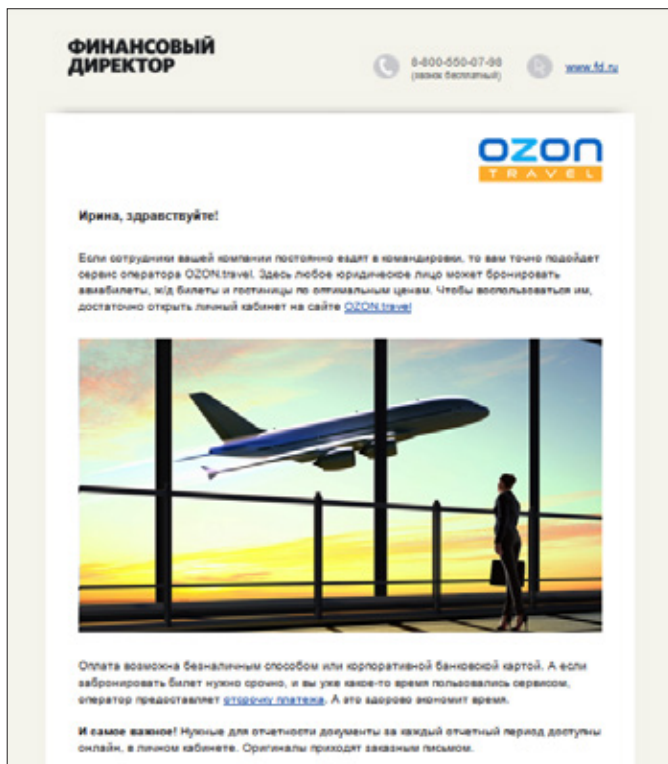 ФИНАНСОВЫЙ
ДИРЕКТОР
8-800-550-07-98
(звонок бесплатный)
www.fd.ru
OZON
TRAVEL
Ирина, здравствуйте!
Если сотрудники вашей компании постоянно ездят в командировки, то вам точно подойдет
сервис оператора OZON.travel. Здесь любое юридическое лицо может бронировать
авиабилеты, ж/д билеты и гостиницы по оптимальным ценам. Чтобы воспользоваться им,
достаточно открыть личный кабинет на сайте OZON.travel
Оплата возможна безналичным способом или корпоративной банковской картой. А если
забронировать билет нужно срочно, и вы уже какое-то время пользовались сервисом,
оператор предоставляет отсрочку платежа. А это здорово экономит время.
И самое важное! Нужные для отчетности документы за каждый отчетный период доступны
онлайн, в личном кабинете. Оригиналы приходят заказным письмом.